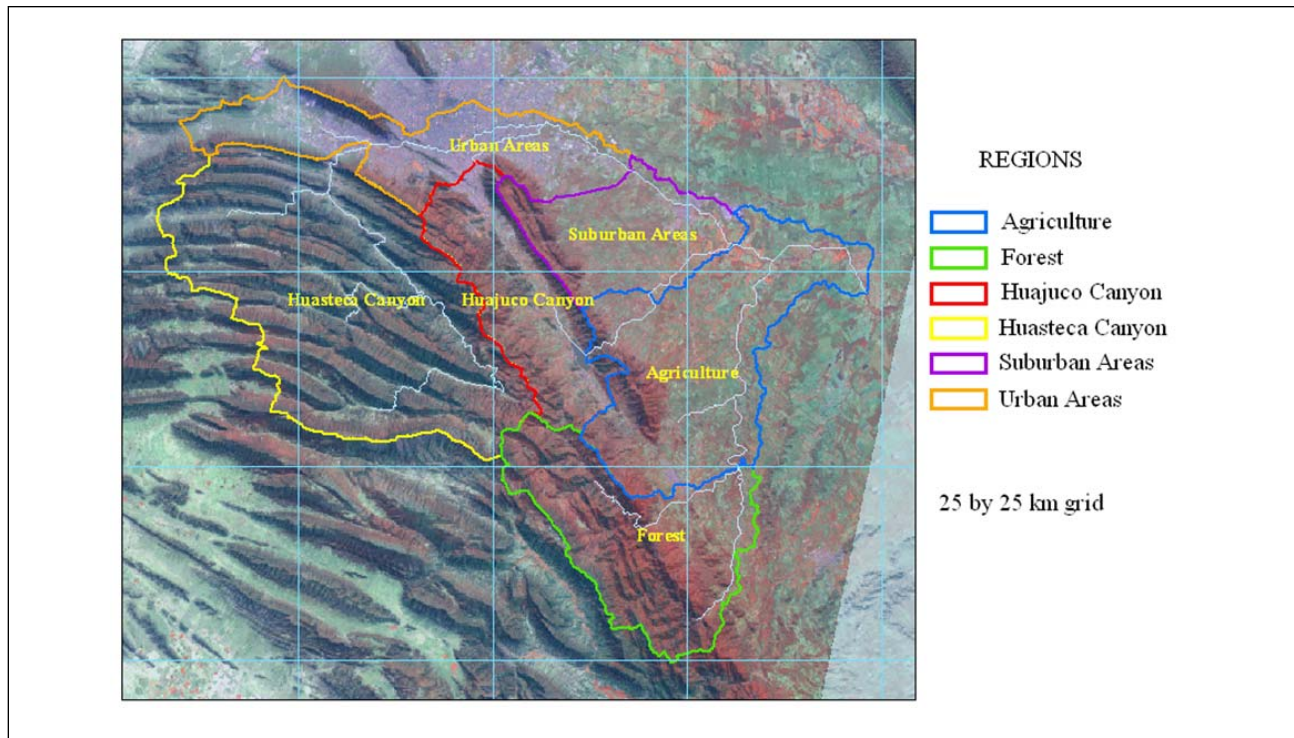 Urban Areas
Suburban Areas
Huasteca Canyon
Huajuco Canyon
Agriculture
Forest
REGIONS
Agriculture
Forest
Huajuco Canyon
Huasteca Canyon
Suburban Areas
Urban Areas
25 by 25 km grid